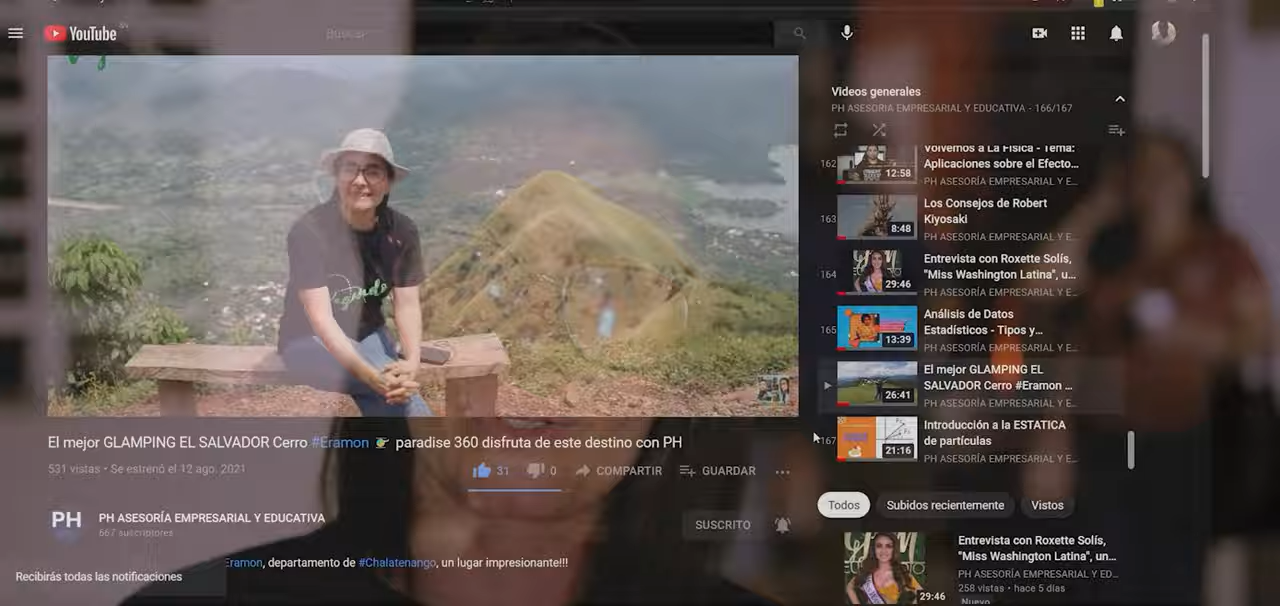 YouTube
SV
Buscar
Videos generales
PH ASESORIA EMPRESARIAL Y EDUCATIVA - 166/167
162
12:58
Volvemos a La Física - Tema:
Aplicaciones sobre el Efecto...
PH ASESORÍA EMPRESARIAL Y E...
163
8:48
Los Consejos de Robert
Kiyosaki
PH ASESORÍA EMPRESARIAL Y E...
164
29:46
Entrevista con Roxette Solís,
"Miss Washington Latina", u...
PH ASESORÍA EMPRESARIAL Y E...
165
13:39
Análisis de Datos
Estadísticos - Tipos y...
PH ASESORÍA EMPRESARIAL Y E...
26:41
El mejor GLAMPING EL
SALVADOR Cerro #Eramon ...
PH ASESORÍA EMPRESARIAL Y E...
167
21:16
Introducción a la ESTATICA
de partículas
PH ASESORÍA EMPRESARIAL Y E...
El mejor GLAMPING EL SALVADOR Cerro #Eramon paradise 360 disfruta de este destino con PH
531 vistas • Se estrenó el 12 ago. 2021
31
0
COMPARTIR
GUARDAR
PH
PH ASESORÍA EMPRESARIAL Y EDUCATIVA
667 suscriptores
SUSCRITO
Eramon, departamento de #Chalatenango, un lugar impresionante!!!
Recibirás todas las notificaciones
Todos
Subidos recientemente
Vistos
29:46
Entrevista con Roxette Solís,
"Miss Washington Latina", un...
PH ASESORÍA EMPRESARIAL Y ED...
258 vistas • hace 5 días
Nuevo